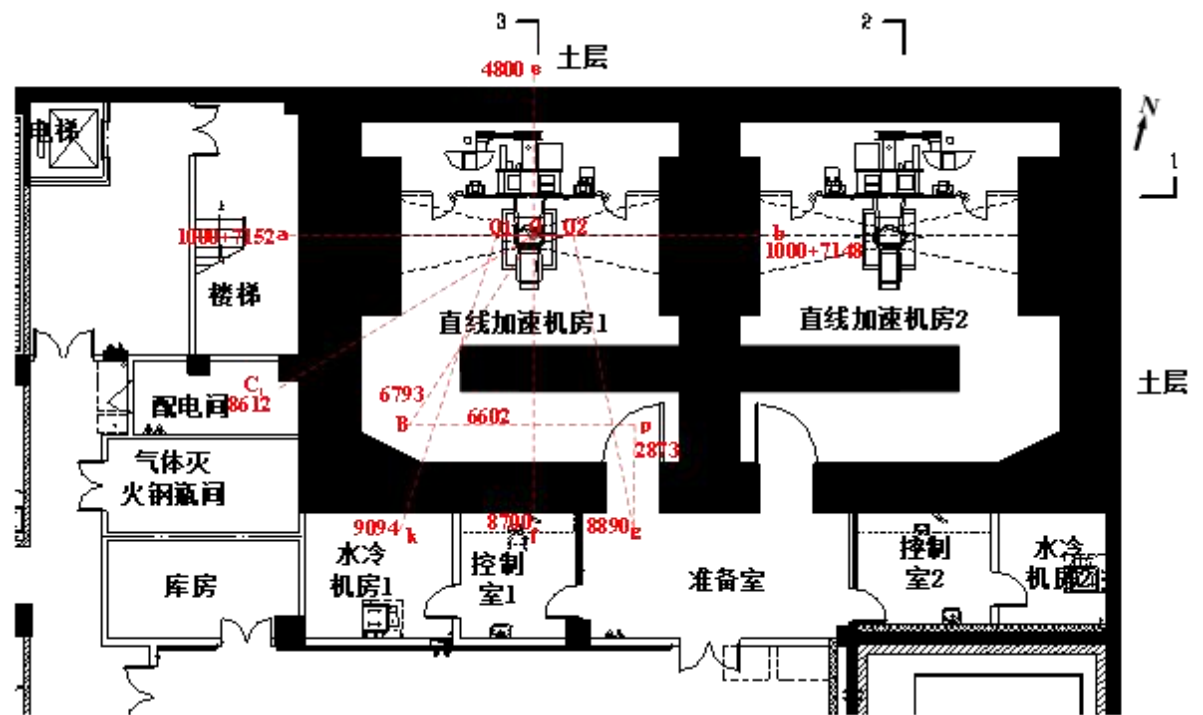 3
2
4800 e
土层
电梯
N
1
O1
O
O2
1000+7152 a
b
1000+7148
楼梯
直线加速机房1
直线加速机房2
土层
C
8612
配电间
6793
B
6602
p
2873
气体灭
火钢瓶间
9094 k
8700 f
8890 g
水冷
机房1
控制
室1
准备室
控制
室2
水冷
机房2
库房